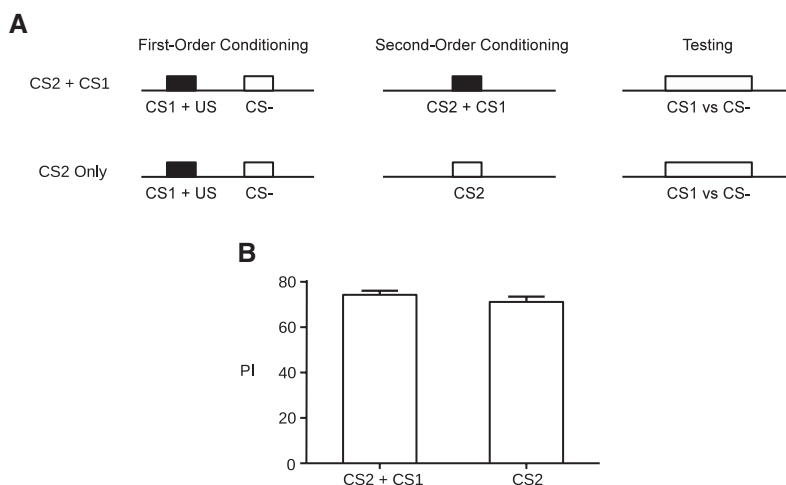 A
First-Order Conditioning Second-Order Conditioning Testing
CS2 + CS1
CS1 + US CS- CS2 + CS1 CS1 vs CS-
CS2 Only
CS1 + US CS- CS2 CS1 vs CS-
B
80
60
PI
40
20
0
CS2 + CS1 CS2